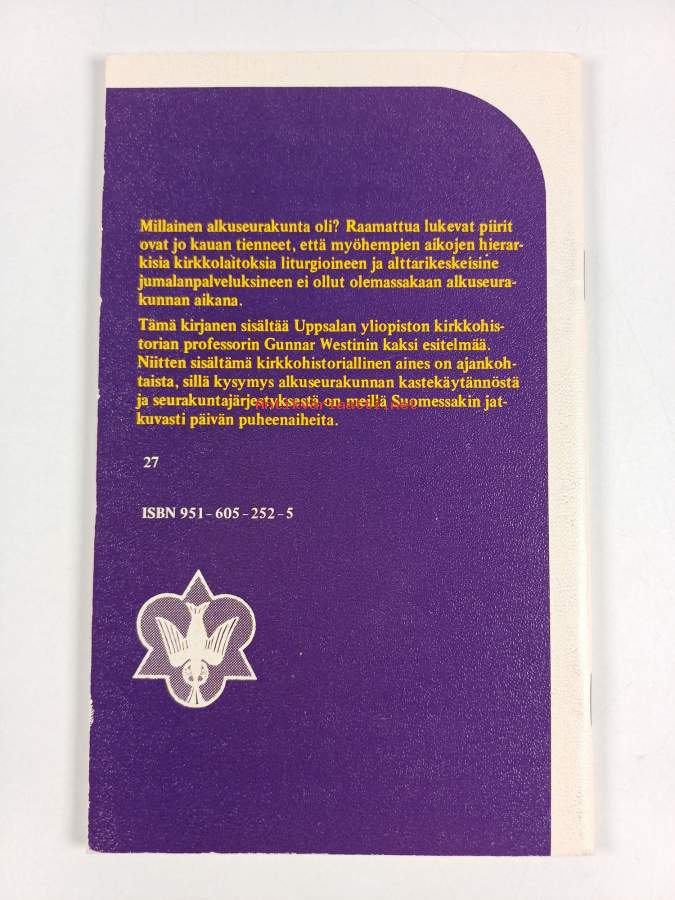 Millainen alkuseurakunta oli? Raamattua lukevat piirit
ovat jo kauan tienneet, että myöhempien aikojen hierar-
kisia kirkkolaitoksia liturgioineen ja alttarikeskeisine
jumalanpalveluksineen ei ollut olemassakaan alkuseura-
kunnan aikana.
Tämä kirjanen sisältää Uppsalan yliopiston kirkkohis-
torian professorin Gunnar Westinin kaksi esitelmää.
Niitten sisältämä kirkkohistoriallinen aines on ajankoh-
taista, sillä kysymys alkuseurakunnan kastekäytännöstä
ja seurakuntajärjestyksestä on meillä Suomessakin jat-
kuvasti päivän puheenaiheita.
27
ISBN 951-605-252-5